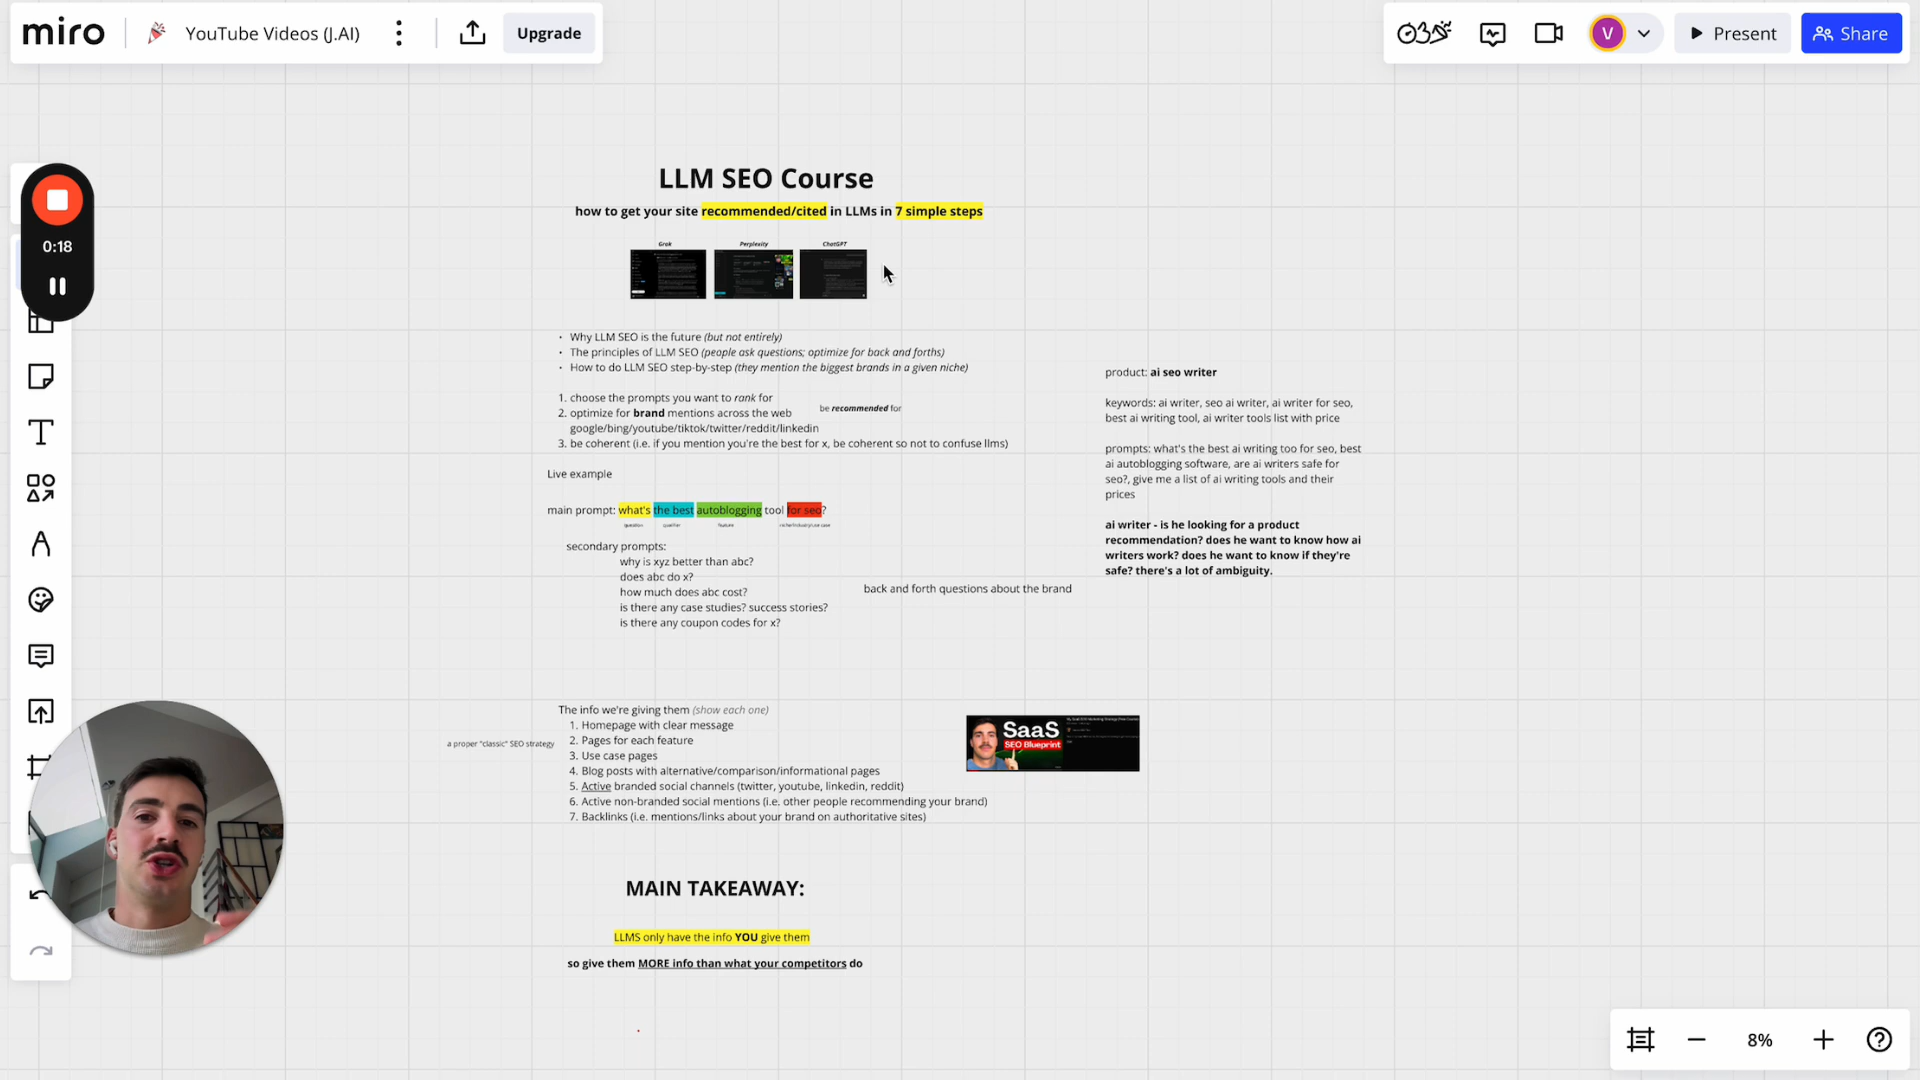 miro
YouTube Videos (J.AI)
Upgrade
V
Present
Share
0:18
LLM SEO Course
how to get your site recommended/cited in LLMs in 7 simple steps
Grok
Perplexity
ChatGPT
• Why LLM SEO is the future (but not entirely)
• The principles of LLM SEO (people ask questions; optimize for back and forths)
• How to do LLM SEO step-by-step (they mention the biggest brands in a given niche)
1. choose the prompts you want to rank for
2. optimize for brand mentions across the web
google/bing/youtube/tiktok/twitter/reddit/linkedin
3. be coherent (i.e. if you mention you're the best for x, be coherent so not to confuse llms)
be recommended for
Live example
main prompt: what's the best autoblogging tool for seo?
question
qualifier
feature
niche/industry/use case
secondary prompts:
why is xyz better than abc?
does abc do x?
how much does abc cost?
is there any case studies? success stories?
is there any coupon codes for x?
back and forth questions about the brand
product: ai seo writer
keywords: ai writer, seo ai writer, ai writer for seo,
best ai writing tool, ai writer tools list with price
prompts: what's the best ai writing too for seo, best
ai autoblogging software, are ai writers safe for
seo?, give me a list of ai writing tools and their
prices
ai writer - is he looking for a product
recommendation? does he want to know how ai
writers work? does he want to know if they're
safe? there's a lot of ambiguity.
The info we're giving them (show each one)
1. Homepage with clear message
2. Pages for each feature
3. Use case pages
4. Blog posts with alternative/comparison/informational pages
5. Active branded social channels (twitter, youtube, linkedin, reddit)
6. Active non-branded social mentions (i.e. other people recommending your brand)
7. Backlinks (i.e. mentions/links about your brand on authoritative sites)
a proper "classic" SEO strategy
SaaS
SEO Blueprint
MAIN TAKEAWAY:
LLMS only have the info YOU give them
so give them MORE info than what your competitors do
8%